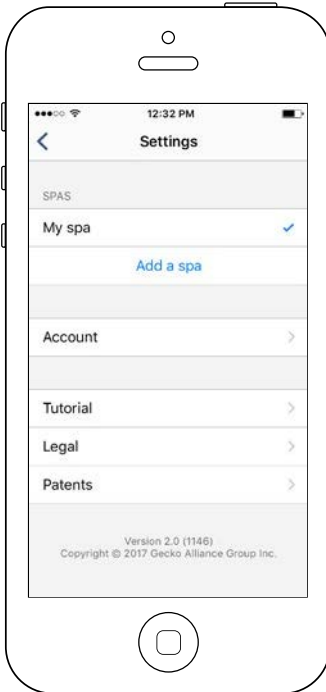 12:32 PM
Settings
SPAS
My spa
Add a spa
Account
Tutorial
Legal
Patents
Version 2.0 (1146)
Copyright © 2017 Gecko Alliance Group Inc.